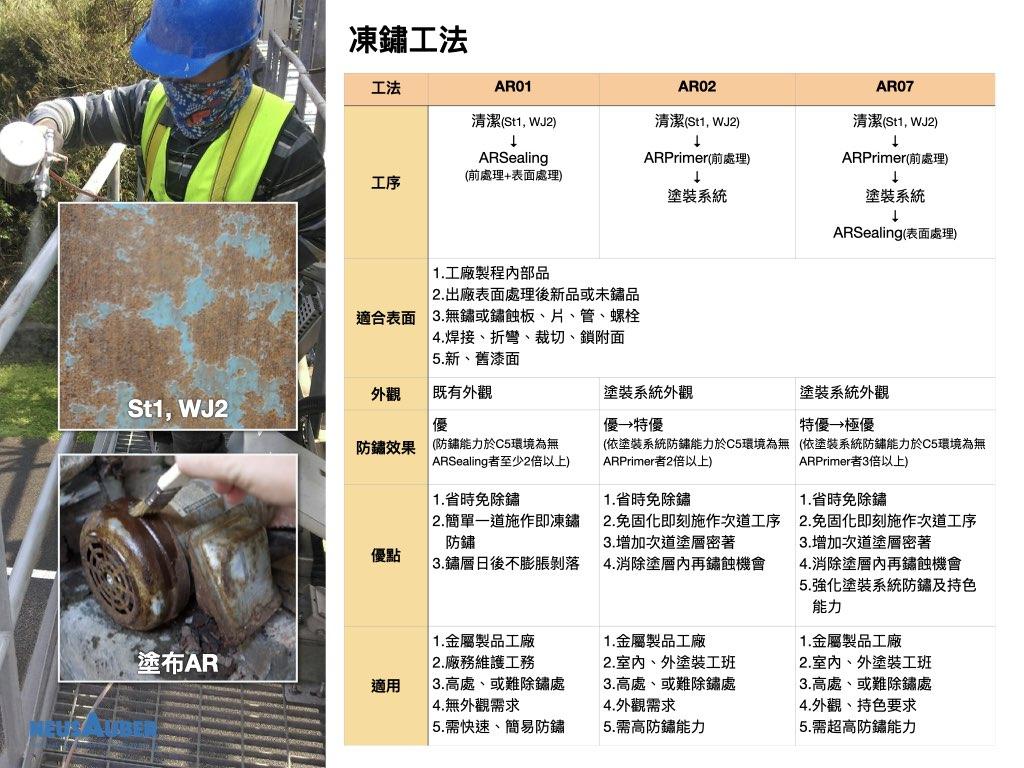 凍鏽工法
工法 AR01 AR02 AR07
工序
清潔(St1, WJ2)
↓
ARSealing
(前處理+表面處理)
清潔(St1, WJ2)
↓
ARPrimer(前處理)
↓
塗裝系統
清潔(St1, WJ2)
↓
ARPrimer(前處理)
↓
塗裝系統
↓
ARSealing(表面處理)
適合表面
1.工廠製程內部品
2.出廠表面處理後新品或未鏽品
3.無鏽或鏽蝕板、片、管、螺栓
4.焊接、折彎、裁切、鎖附面
5.新、舊漆面
外觀
既有外觀
塗裝系統外觀
塗裝系統外觀
防鏽效果
優
(防鏽能力於C5環境為無
ARSealing者至少2倍以上)
優→特優
(依塗裝系統防鏽能力於C5環境為無
ARPrimer者2倍以上)
特優→極優
(依塗裝系統防鏽能力於C5環境為無
ARPrimer者3倍以上)
優點
1.省時免除鏽
2.簡單一道施作即凍鏽
防鏽
3.鏽層日後不膨脹剝落
1.省時免除鏽
2.免固化即刻施作次道工序
3.增加次道塗層密著
4.消除塗層內再鏽蝕機會
1.省時免除鏽
2.免固化即刻施作次道工序
3.增加次道塗層密著
4.消除塗層內再鏽蝕機會
5.強化塗裝系統防鏽及持色
能力
適用
1.金屬製品工廠
2.廠務維護工務
3.高處、或難除鏽處
4.無外觀需求
5.需快速、簡易防鏽
1.金屬製品工廠
2.室內、外塗裝工班
3.高處、或難除鏽處
4.外觀需求
5.需高防鏽能力
1.金屬製品工廠
2.室內、外塗裝工班
3.高處、或難除鏽處
4.外觀、持色要求
5.需超高防鏽能力
St1, WJ2
塗布AR
NEUSAUBER